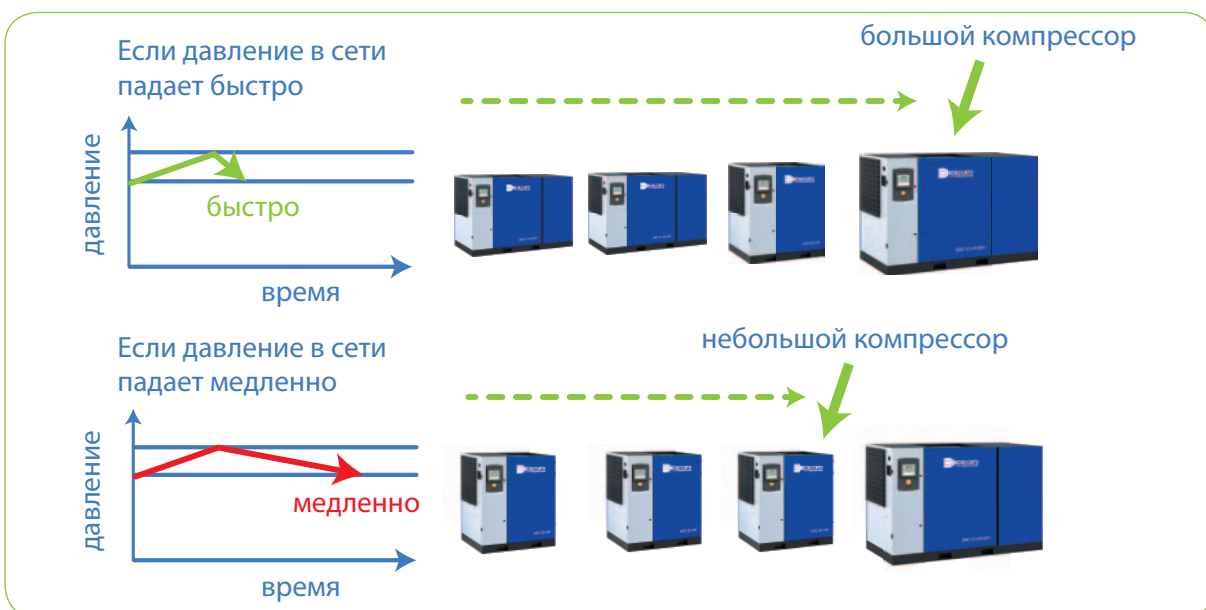 большой компрессор
Если давление в сети
падает быстро
давление
быстро
время
небольшой компрессор
Если давление в сети
падает медленно
давление
медленно
время